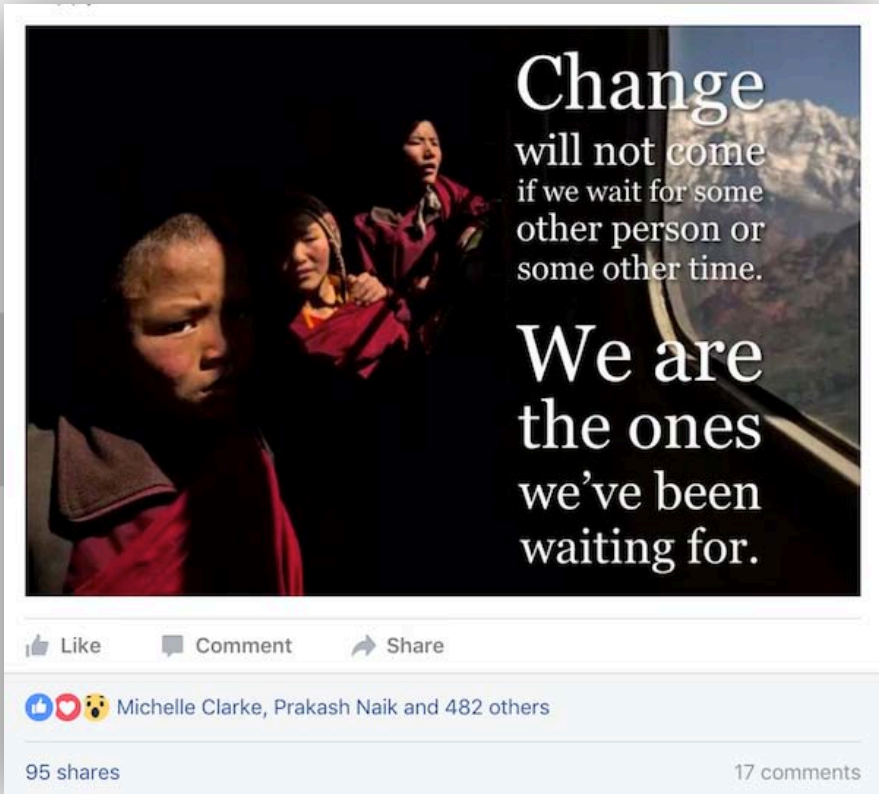 Change
will not come
if we wait for some
other person or
some other time.
We are
the ones
we've been
waiting for.
Like Comment Share
Michelle Clarke, Prakash Naik and 482 others
95 shares 17 comments